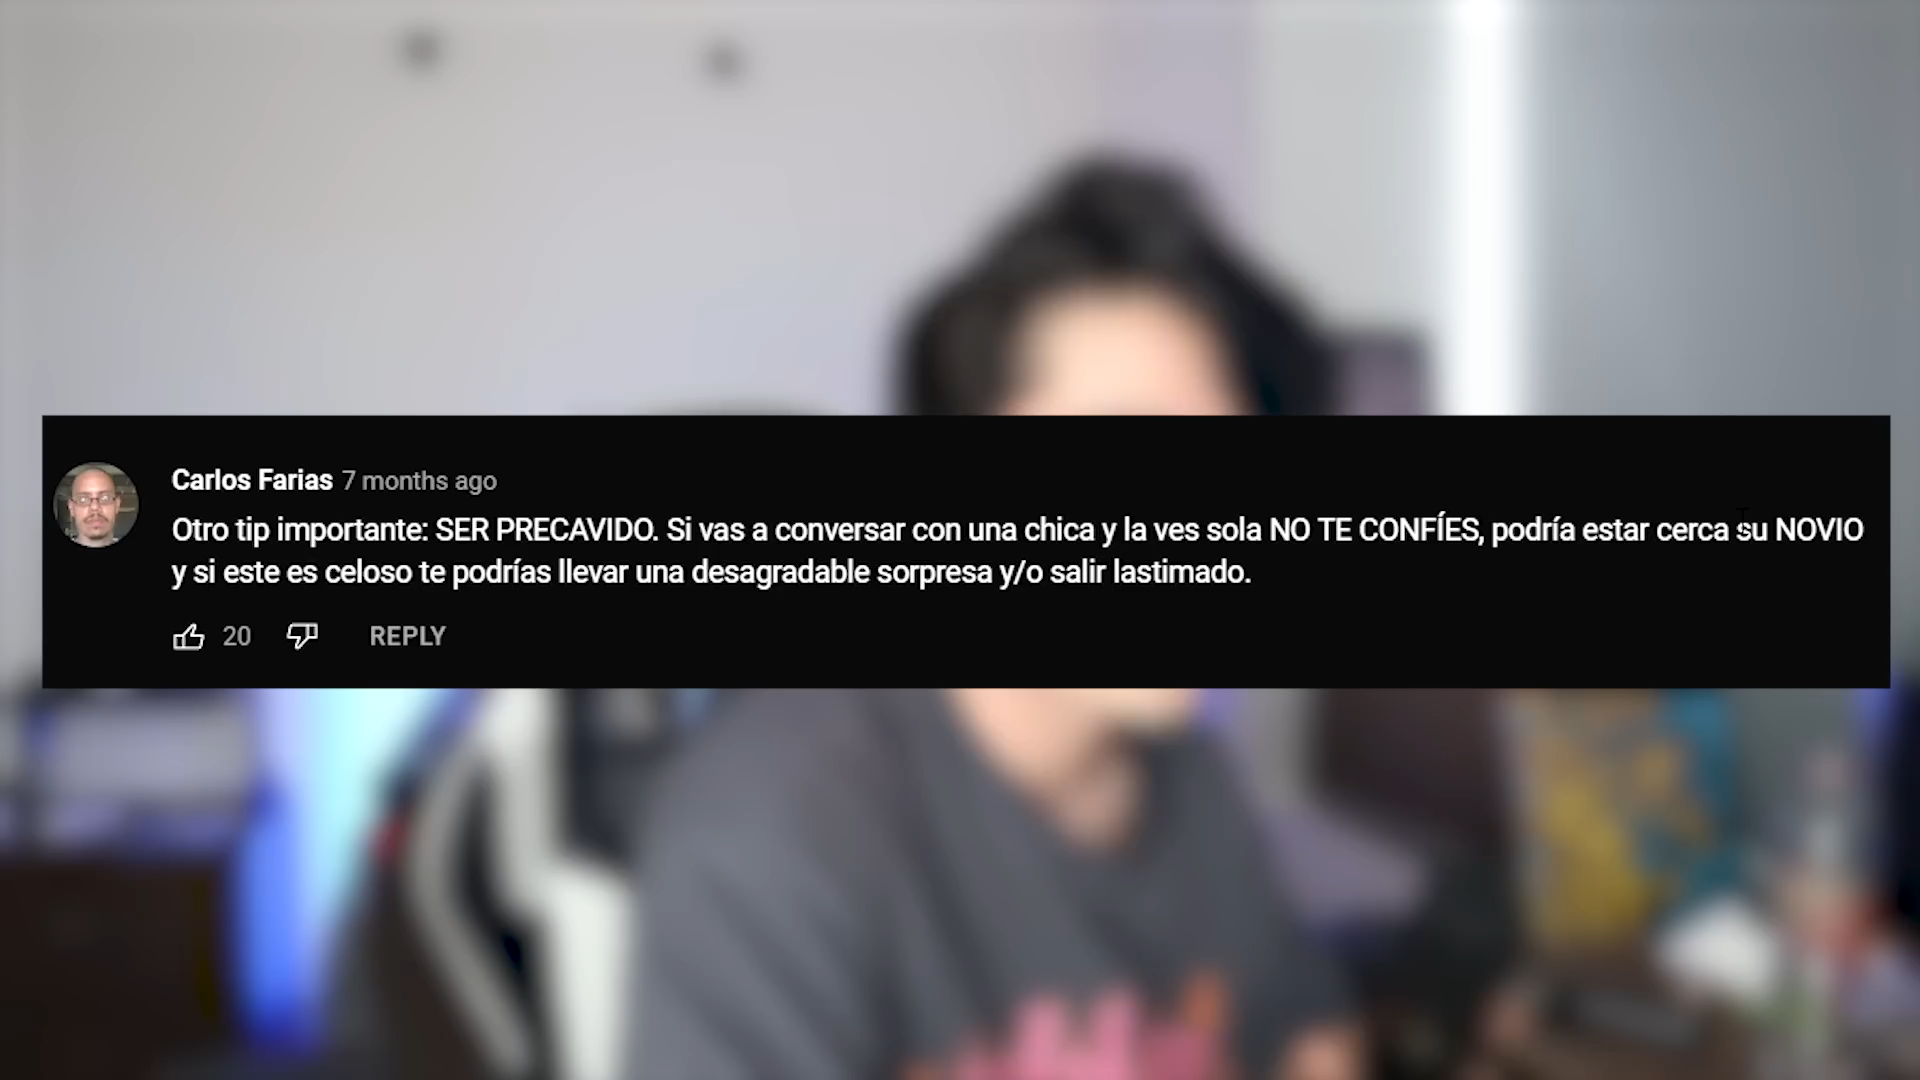 Carlos Farias 7 months ago
Otro tip importante: SER PRECAVIDO. Si vas a conversar con una chica y la ves sola NO TE CONFÍES, podría estar cerca su NOVIO
y si este es celoso te podrías llevar una desagradable sorpresa y/o salir lastimado.
20 REPLY